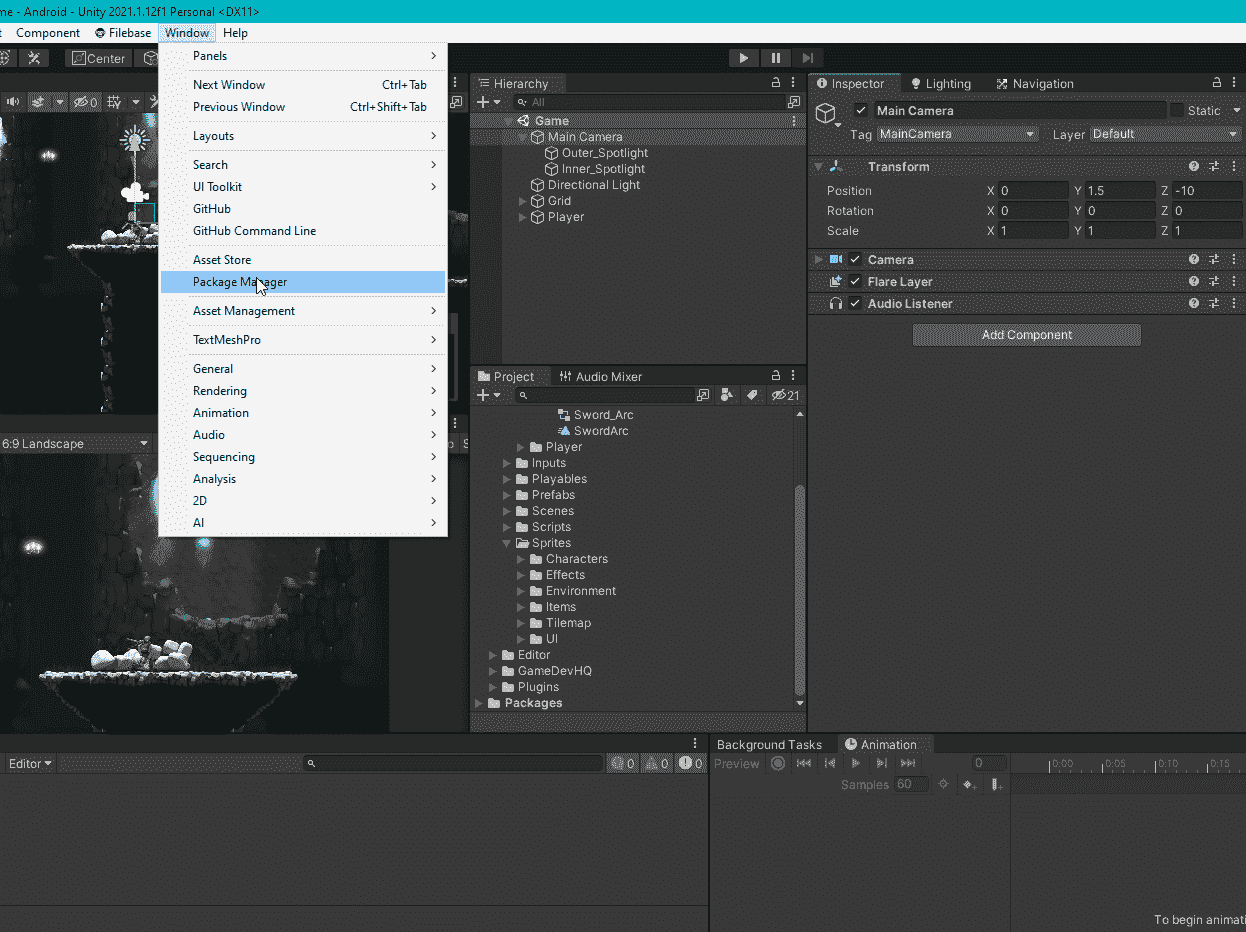 me - Android - Unity 2021.1.12f1 Personal <DX11>
t Component Filebase Window Help
Center
Panels
Next Window Ctrl+Tab
Previous Window Ctrl+Shift+Tab
Layouts
Search
UI Toolkit
GitHub
GitHub Command Line
Asset Store
Package Manager
Asset Management
TextMeshPro
General
Rendering
Animation
Audio
Sequencing
Analysis
2D
AI
0
6:9 Landscape
Hierarchy
All
Game
Main Camera
Outer_Spotlight
Inner_Spotlight
Directional Light
Grid
Player
Project Audio Mixer
21
Sword_Arc
SwordArc
Player
Inputs
Playables
Prefabs
Scenes
Scripts
Sprites
Characters
Effects
Environment
Items
Tilemap
UI
Editor
GameDevHQ
Plugins
Packages
Inspector Lighting Navigation
Main Camera Static
Tag MainCamera Layer Default
Transform
Position X 0 Y 1.5 Z -10
Rotation X 0 Y 0 Z 0
Scale X 1 Y 1 Z 1
Camera
Flare Layer
Audio Listener
Add Component
Editor 0 0 0
Background Tasks Animation
Preview 0 0:00 0:05 0:10 0:15
Samples 60
To begin animati